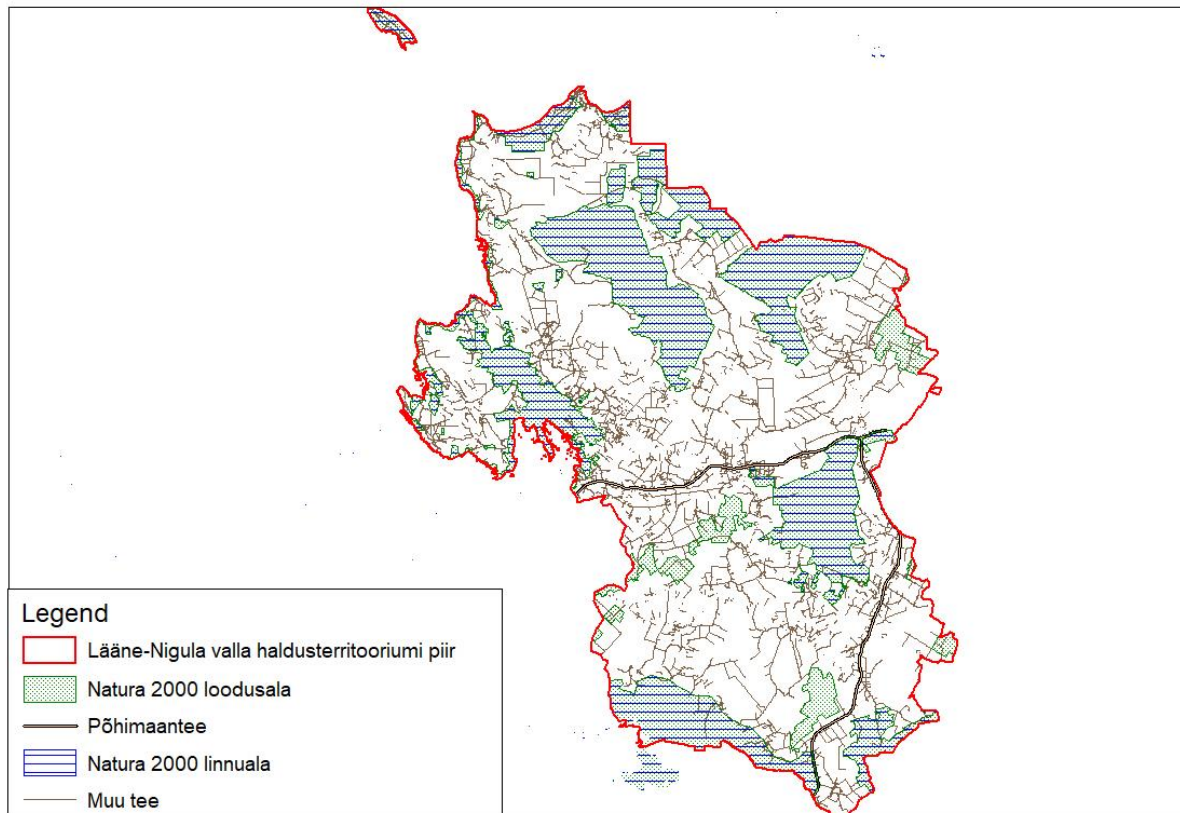 Legend
Lääne-Nigula valla haldusterritooriumi piir
Natura 2000 loodusala
Põhimaantee
Natura 2000 linnuala
Muu tee